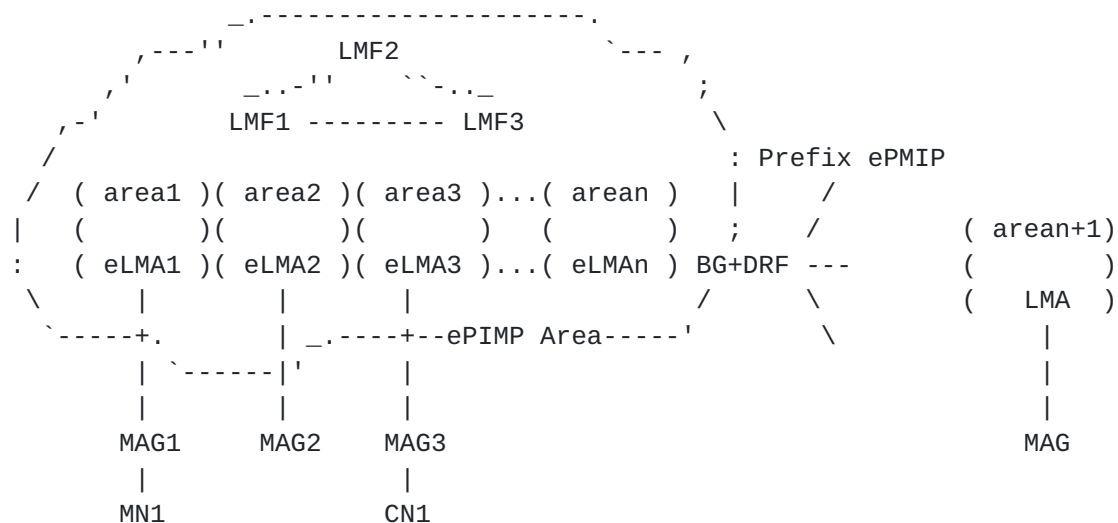 _.---------------------.
           ,---''       LMF2             `--- ,
         ,'       _..-''    ``-.._             ;
      ,-'        LMF1 --------- LMF3            \
     /                                           : Prefix ePMIP
    /  ( area1 )( area2 )( area3 )...( arean )   |     /
   |   (       )(       )(       )   (       )   ;    /         ( arean+1)
   :   ( eLMA1 )( eLMA2 )( eLMA3 )...( eLMAn ) BG+DRF ---       (        )
    \      |        |       |                  /      \         (   LMA  )
     `-----+.       | _.----+--ePIMP Area-----'        \             |
           | `------|'      |                                        |
           |        |       |                                        |
          MAG1     MAG2    MAG3                                     MAG
           |                |
          MN1              CN1